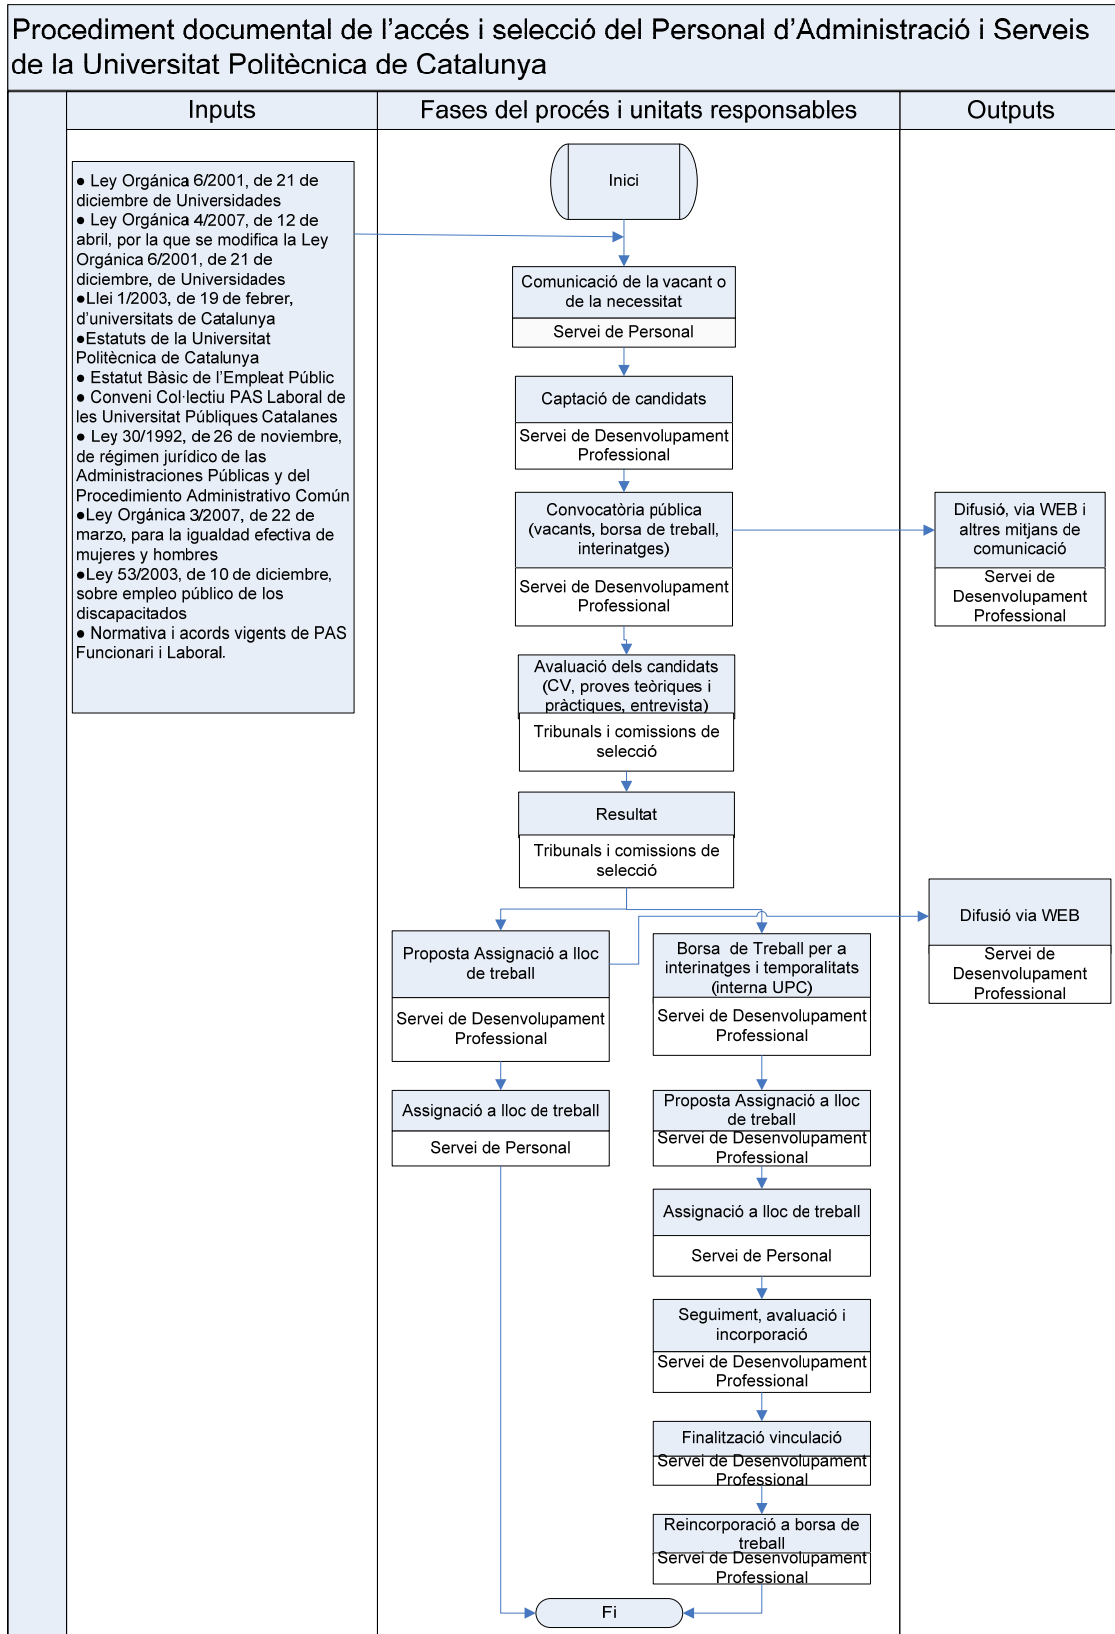 Procediment documental de l’accés i selecció del Personal d’Administració i Serveis
de la Universitat Politècnica de Catalunya
Inputs
Fases del procés i unitats responsables
Outputs
● Ley Orgánica 6/2001, de 21 de
diciembre de Universidades
● Ley Orgánica 4/2007, de 12 de
abril, por la que se modifica la Ley
Orgánica 6/2001, de 21 de
diciembre, de Universidades
●Llei 1/2003, de 19 de febrer,
d’universitats de Catalunya
●Estatuts de la Universitat
Politècnica de Catalunya
● Estatut Bàsic de l’Empleat Públic
● Conveni Col·lectiu PAS Laboral de
les Universitat Públiques Catalanes
● Ley 30/1992, de 26 de noviembre,
de régimen jurídico de las
Administraciones Públicas y del
Procedimiento Administrativo Común
●Ley Orgánica 3/2007, de 22 de
marzo, para la igualdad efectiva de
mujeres y hombres
●Ley 53/2003, de 10 de diciembre,
sobre empleo público de los
discapacitados
● Normativa i acords vigents de PAS
Funcionari i Laboral.
Inici
Comunicació de la vacant o
de la necessitat
Servei de Personal
Captació de candidats
Servei de Desenvolupament
Professional
Convocatòria pública
(vacants, borsa de treball,
interinatges)
Servei de Desenvolupament
Professional
Difusió, via WEB i
altres mitjans de
comunicació
Servei de
Desenvolupament
Professional
Avaluació dels candidats
(CV, proves teòriques i
pràctiques, entrevista)
Tribunals i comissions de
selecció
Resultat
Tribunals i comissions de
selecció
Difusió via WEB
Servei de
Desenvolupament
Professional
Proposta Assignació a lloc
de treball
Servei de Desenvolupament
Professional
Assignació a lloc de treball
Servei de Personal
Borsa de Treball per a
interinatges i temporalitats
(interna UPC)
Servei de Desenvolupament
Professional
Proposta Assignació a lloc
de treball
Servei de Desenvolupament
Professional
Assignació a lloc de treball
Servei de Personal
Seguiment, avaluació i
incorporació
Servei de Desenvolupament
Professional
Finalització vinculació
Servei de Desenvolupament
Professional
Reincorporació a borsa de
treball
Servei de Desenvolupament
Professional
Fi